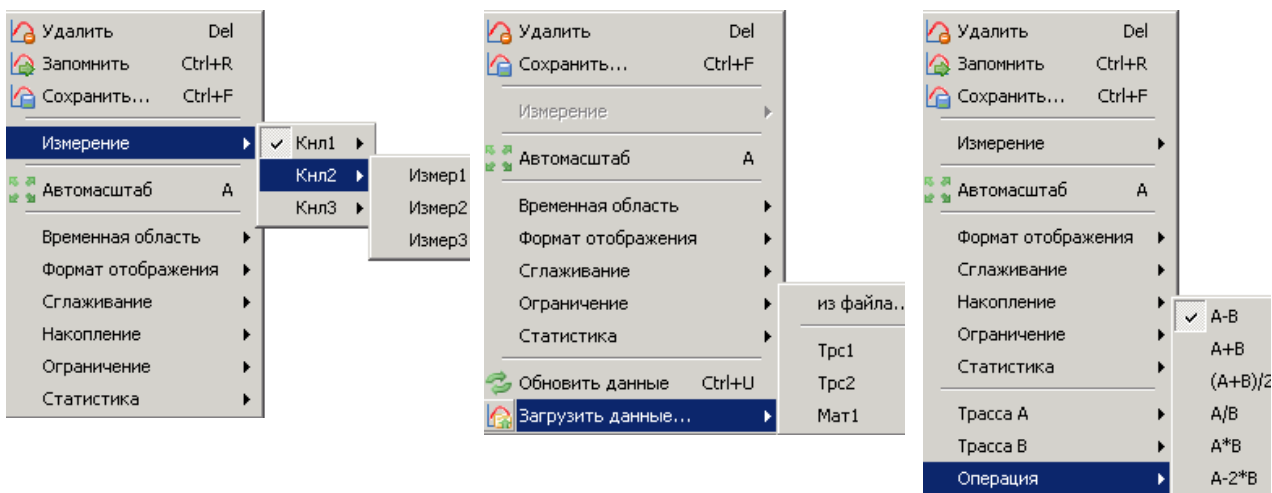 Удалить Del
Запомнить Ctrl+R
Сохранить... Ctrl+F
Измерение
Автомасштаб A
Временная область
Формат отображения
Сглаживание
Накопление
Ограничение
Статистика
Кнл1
Кнл2
Кнл3
Измер1
Измер2
Измер3
Удалить Del
Сохранить... Ctrl+F
Измерение
Автомасштаб A
Временная область
Формат отображения
Сглаживание
Ограничение
Статистика
Обновить данные Ctrl+U
Загрузить данные...
из файла..
Трс1
Трс2
Мат1
Удалить Del
Запомнить Ctrl+R
Сохранить... Ctrl+F
Измерение
Автомасштаб A
Формат отображения
Сглаживание
Накопление
Ограничение
Статистика
Трасса A
Трасса B
Операция
A-B
A+B
(A+B)/2
A/B
A*B
A-2*B